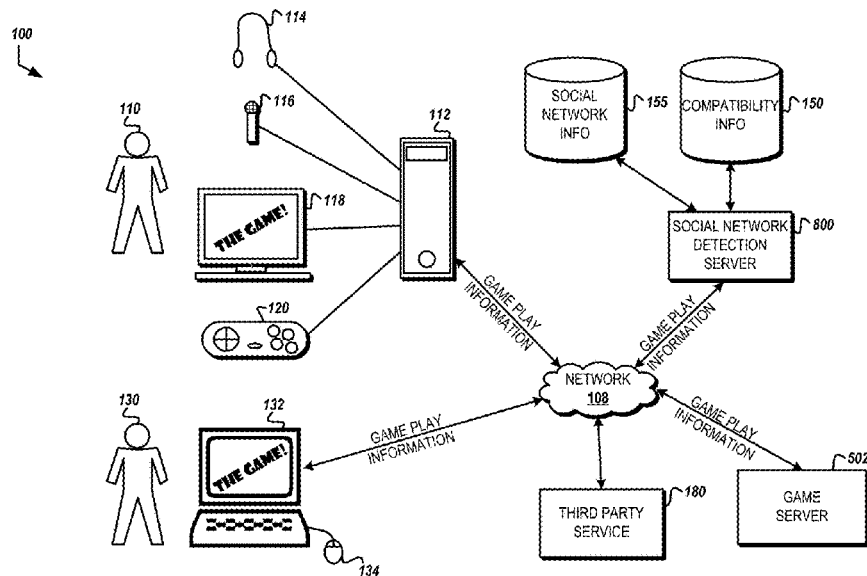 100
114
116
110
112
118
THE GAME!
120
SOCIAL
NETWORK
INFO
155
COMPATIBILITY
INFO
150
SOCIAL NETWORK
DETECTION
SERVER
800
GAME PLAY
INFORMATION
GAME PLAY
INFORMATION
NETWORK
108
130
132
THE GAME!
134
GAME PLAY
INFORMATION
GAME PLAY
INFORMATION
THIRD PARTY
SERVICE
180
GAME
SERVER
502